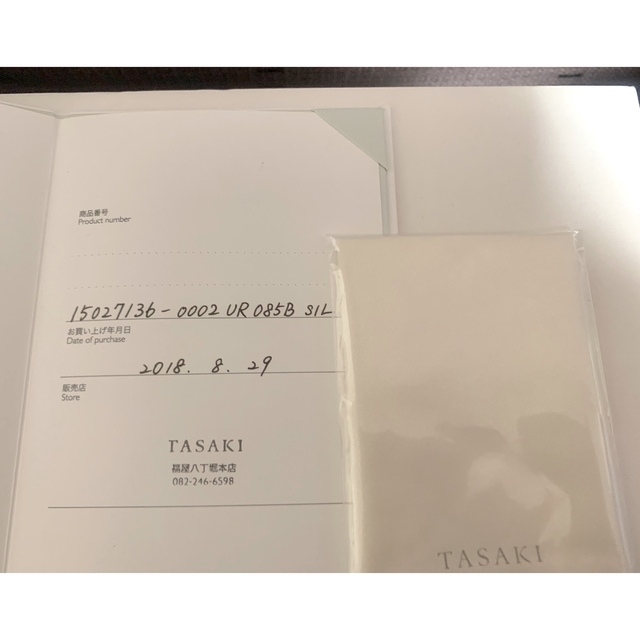 商品番号
Product number
15027136-0002 UR 085B SIL
お買い上げ年月日
Date of purchase
2018. 8. 29
販売店
Store
TASAKI
福屋八丁堀本店
082-246-6598
TASAKI